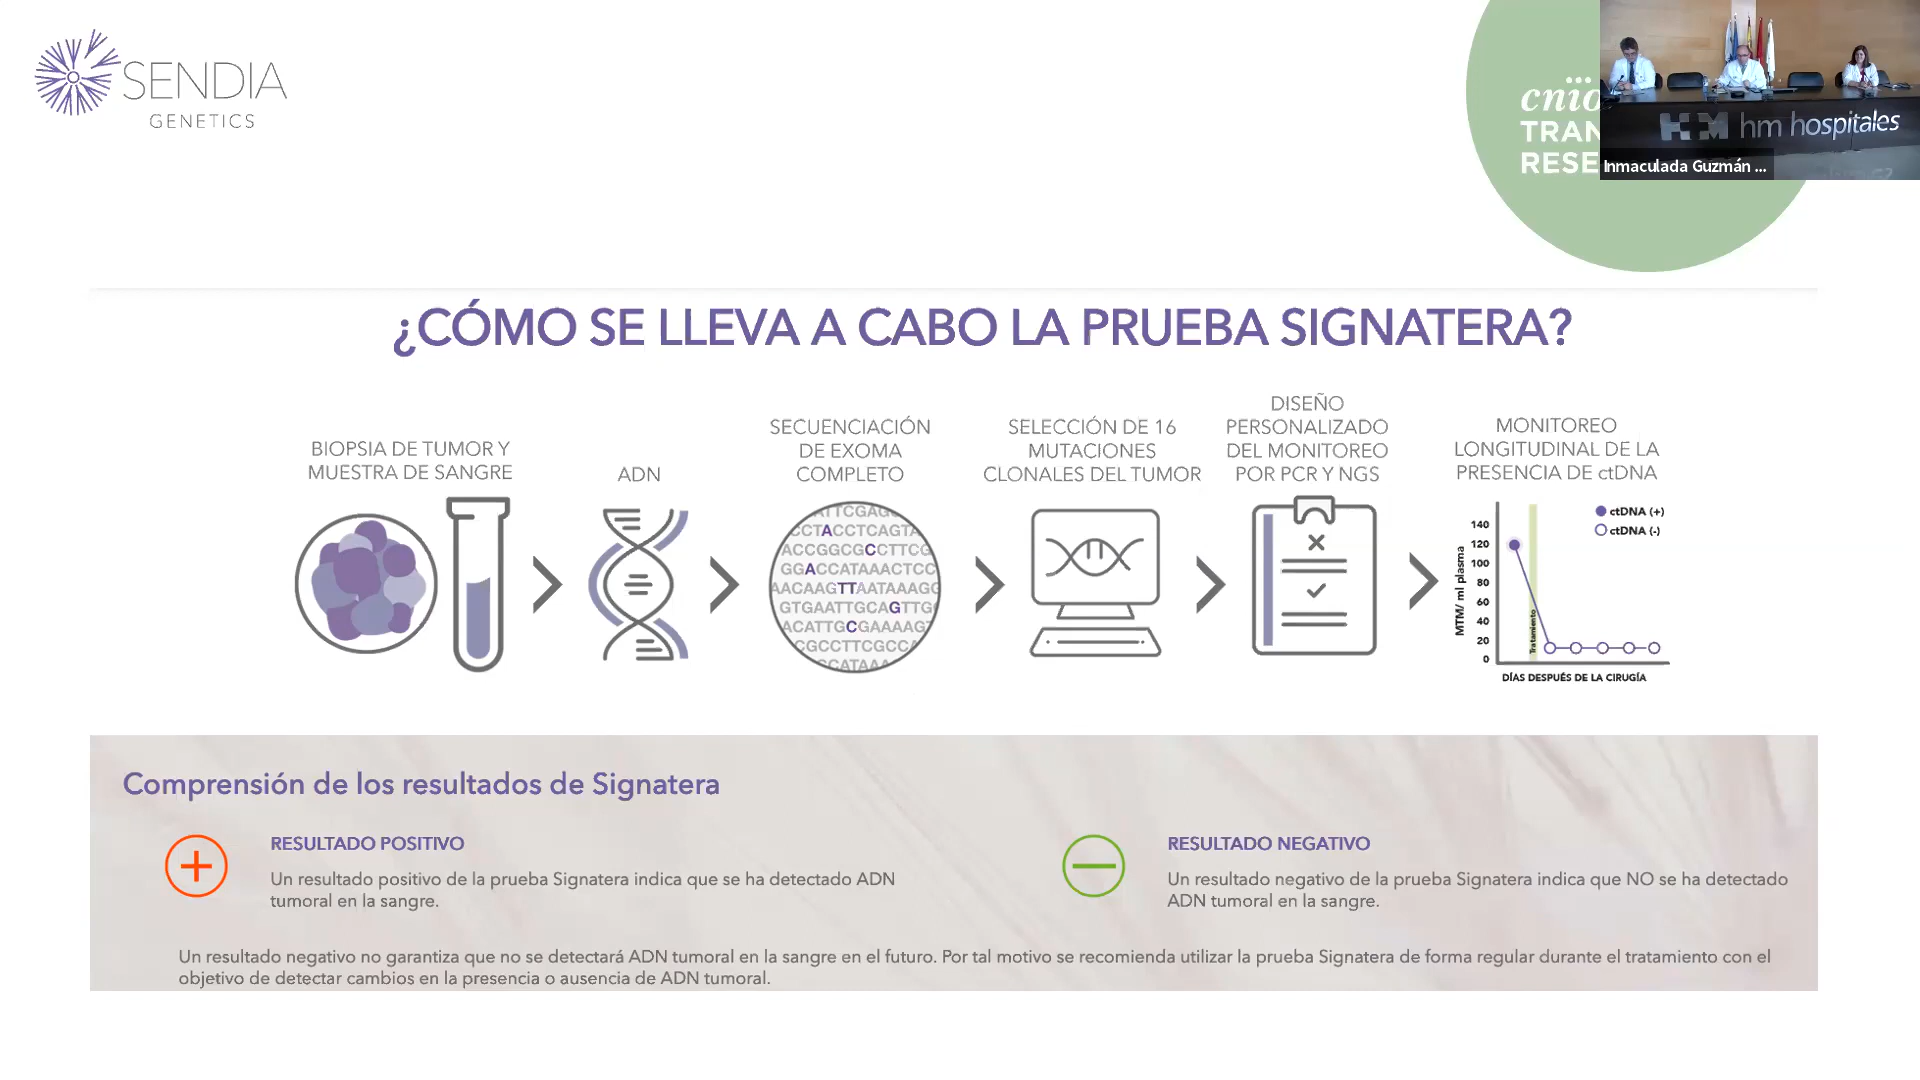 SENDIA
GENETICS
cnio
TRAN
RESE
hm hospitales
Inmaculada Guzmán ...
¿CÓMO SE LLEVA A CABO LA PRUEBA SIGNATERA?
BIOPSIA DE TUMOR Y
MUESTRA DE SANGRE
ADN
SECUENCIACIÓN
DE EXOMA
COMPLETO
SELECCIÓN DE 16
MUTACIONES
CLONALES DEL TUMOR
DISEÑO
PERSONALIZADO
DEL MONITOREO
POR PCR Y NGS
MONITOREO
LONGITUDINAL DE LA
PRESENCIA DE ctDNA
ATTCGAG
CCTACCTCAGTA
ACCGGCGCCTTCG
GGACCATAAACTCC
AACAAGTTAATAAAGC
GTGAATTGCAGTTG
ACATTGCGAAAAGT
CGCCTTCGCCA
CCATAAA
ctDNA (+)
ctDNA (-)
MTM/ ml plasma
140
120
100
80
60
40
20
0
Tratamiento
DÍAS DESPUÉS DE LA CIRUGÍA
Comprensión de los resultados de Signatera
RESULTADO POSITIVO
Un resultado positivo de la prueba Signatera indica que se ha detectado ADN
tumoral en la sangre.
RESULTADO NEGATIVO
Un resultado negativo de la prueba Signatera indica que NO se ha detectado
ADN tumoral en la sangre.
Un resultado negativo no garantiza que no se detectará ADN tumoral en la sangre en el futuro. Por tal motivo se recomienda utilizar la prueba Signatera de forma regular durante el tratamiento con el
objetivo de detectar cambios en la presencia o ausencia de ADN tumoral.